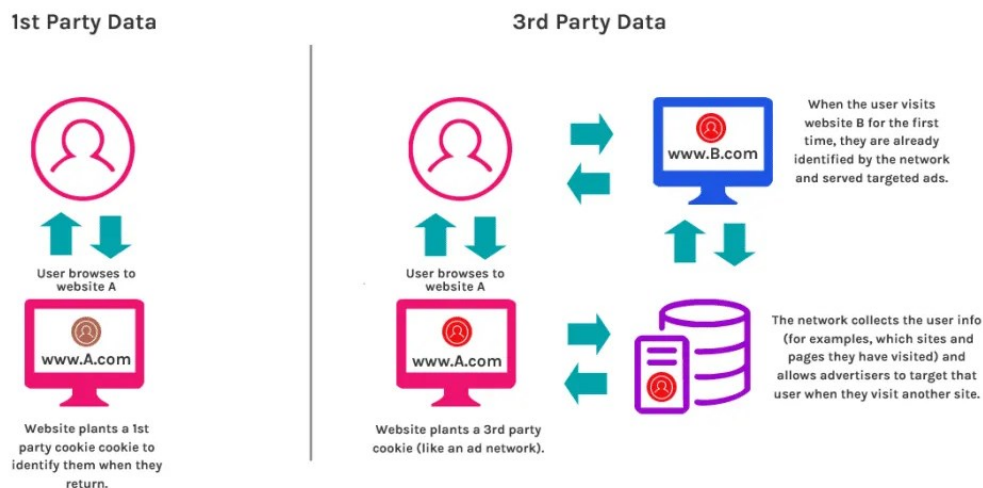 1st Party Data
User browses to
website A
www.A.com
Website plants a 1st
party cookie cookie to
identify them when they
return.
3rd Party Data
User browses to
website A
www.A.com
Website plants a 3rd party
cookie (like an ad network).
www.B.com
When the user visits
website B for the first
time, they are already
identified by the network
and served targeted ads.
The network collects the user info
(for examples, which sites and
pages they have visited) and
allows advertisers to target that
user when they visit another site.